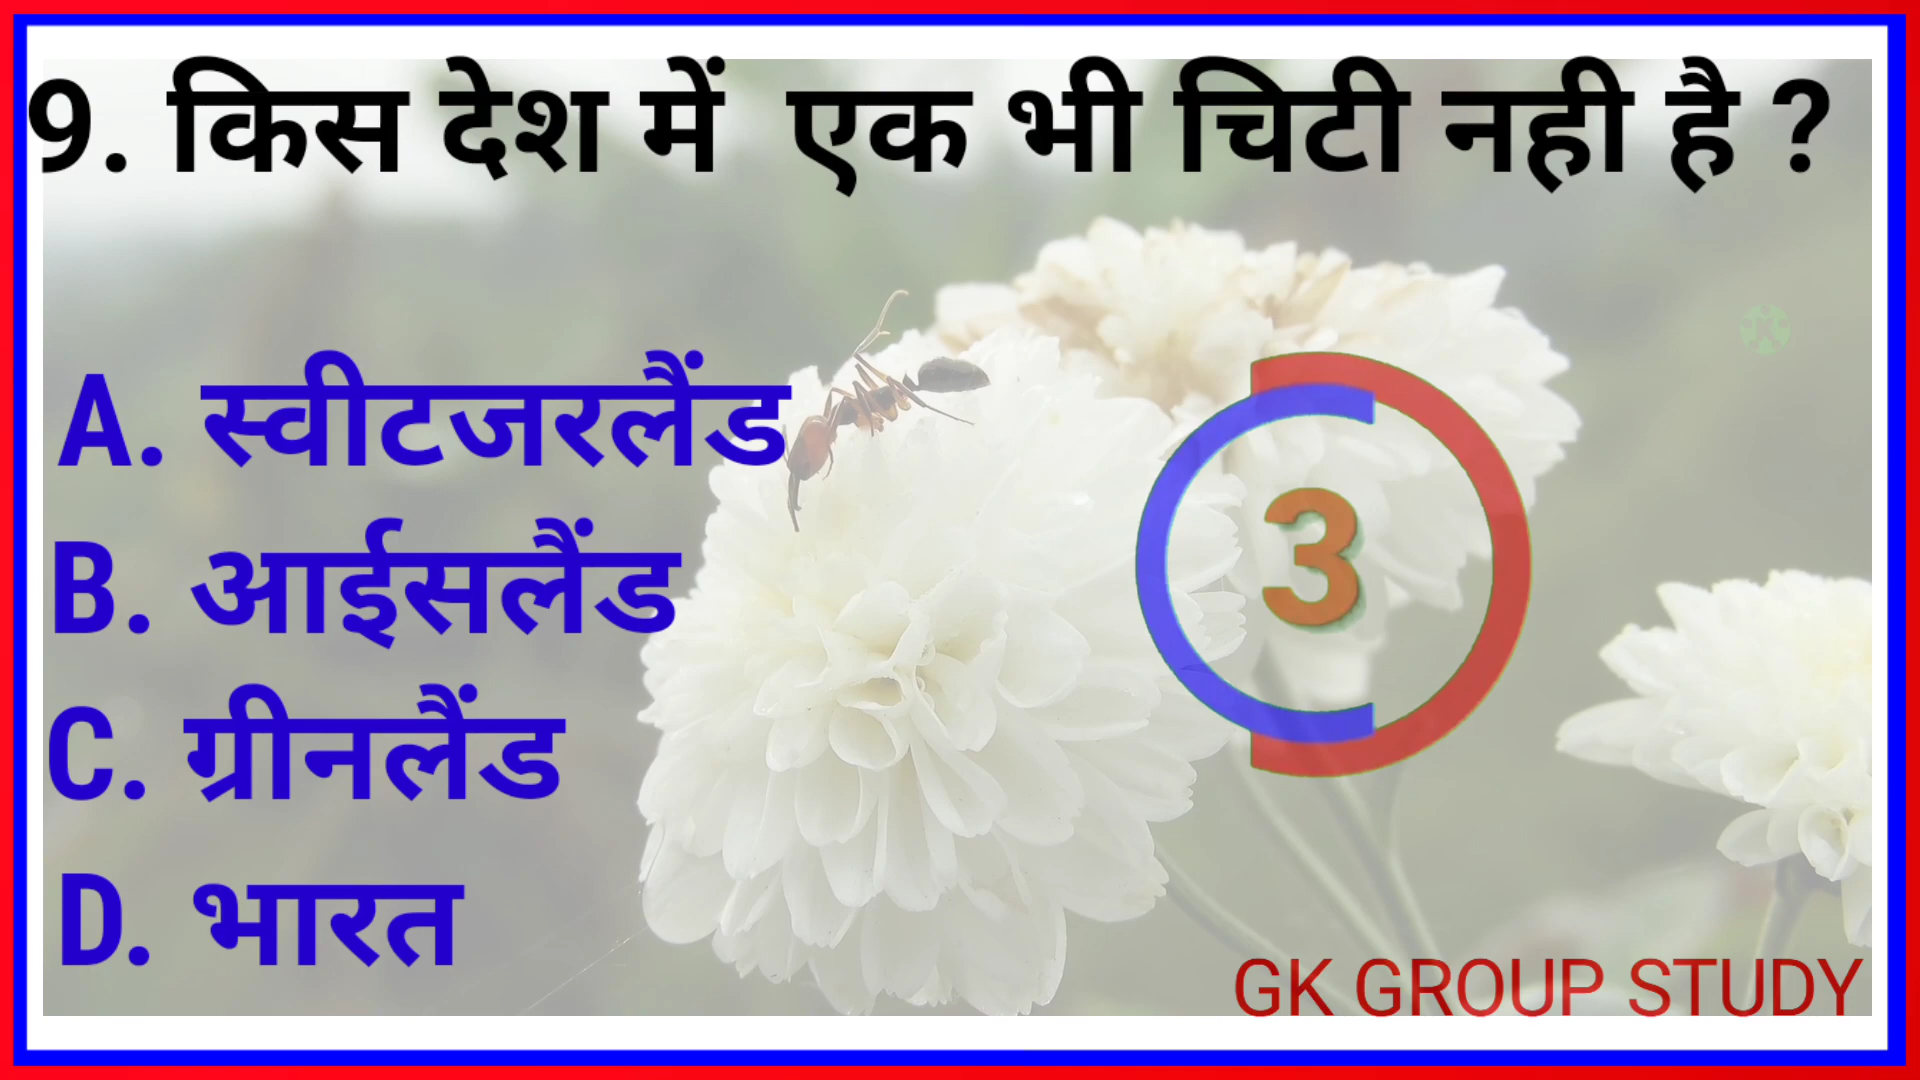 9. किस देश में एक भी चिटी नही है ?
A. स्वीटजरलैंड
B. आईसलैंड
C. ग्रीनलैंड
D. भारत
3
GK GROUP STUDY